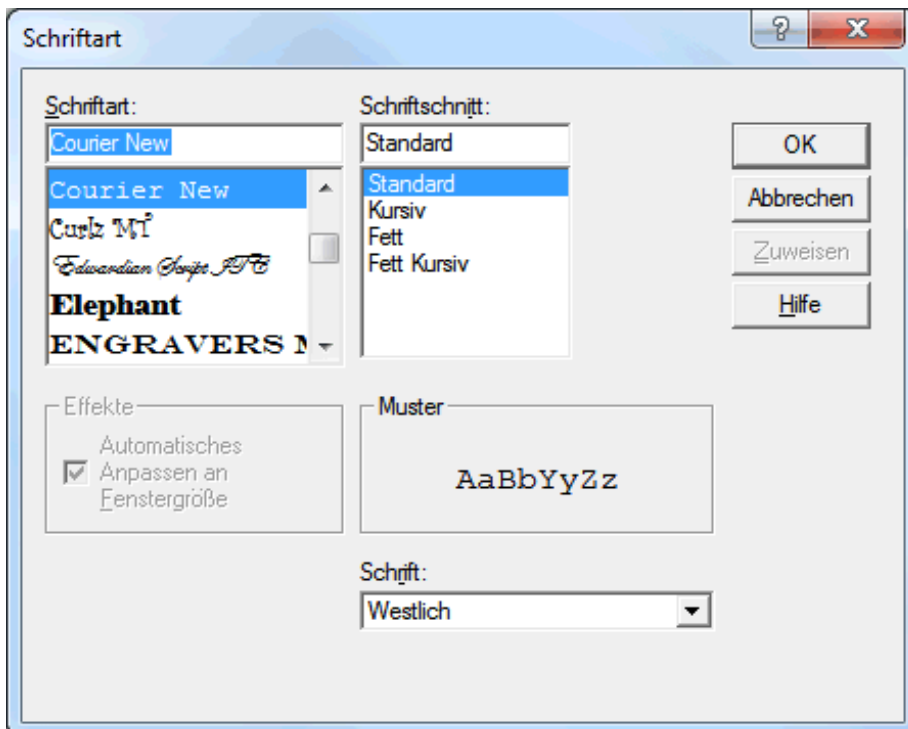 Schriftart
Schriftart:
Courier New
Courier New
Curlz MT
Edwardian Script ITC
Elephant
ENGRAVERS M
Schriftschnitt:
Standard
Standard
Kursiv
Fett
Fett Kursiv
OK
Abbrechen
Zuweisen
Hilfe
Effekte
Automatisches
Anpassen an
Fenstergröße
Muster
AaBbYyZz
Schrift:
Westlich